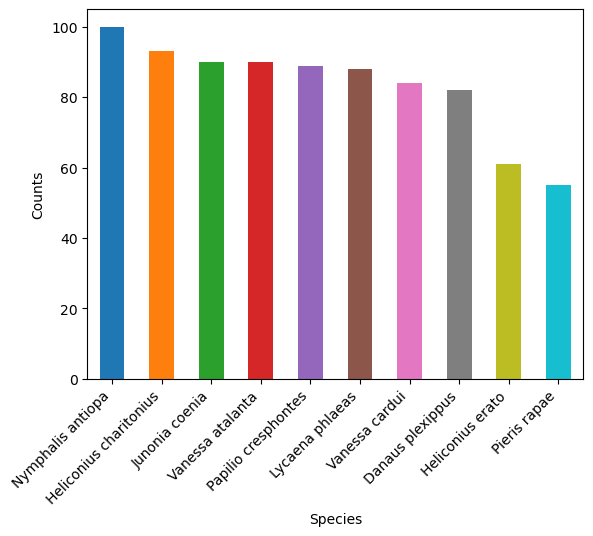 100
80
60
40
20
0
Counts
Nymphalis antiopa
Heliconius charitonius
Junonia coenia
Vanessa atalanta
Papilio cresphontes
Lycaena phlaeas
Vanessa cardui
Danaus plexippus
Heliconius erato
Pieris rapae
Species